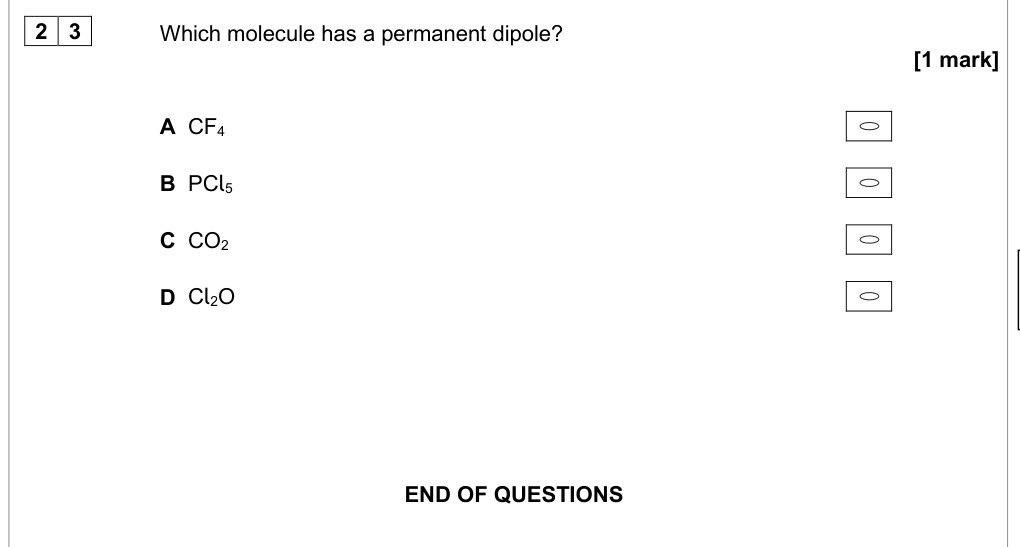 2 3 Which molecule has a permanent dipole?
[1 mark]
A CF₄
B PCl₅
C CO₂
D Cl₂O
END OF QUESTIONS